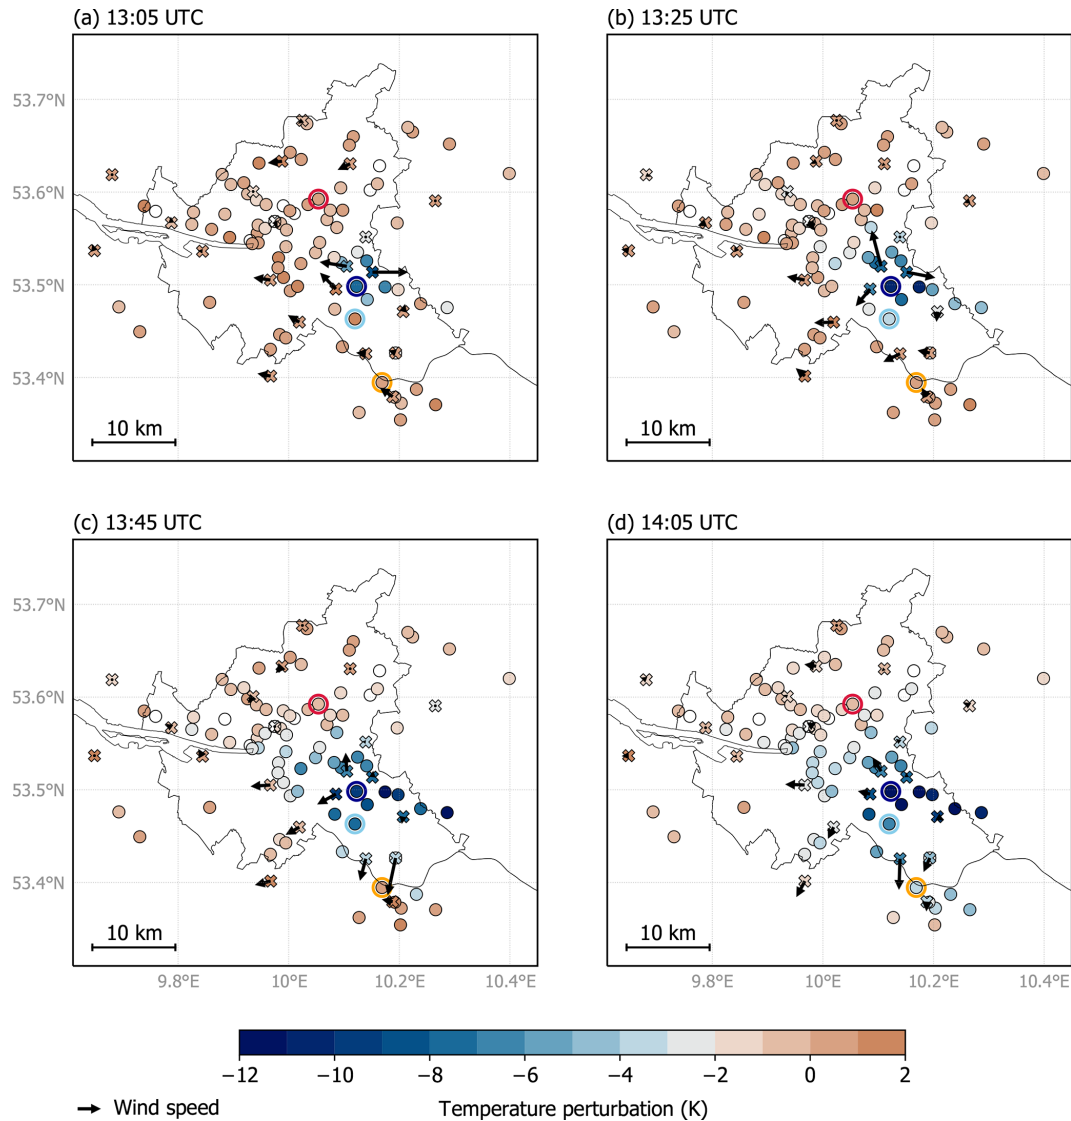 (a) 13:05 UTC
(b) 13:25 UTC
53.7°N
53.6°N
53.5°N
53.4°N
10 km
10 km
(c) 13:45 UTC
(d) 14:05 UTC
53.7°N
53.6°N
53.5°N
53.4°N
10 km
10 km
9.8°E 10°E 10.2°E 10.4°E 9.8°E 10°E 10.2°E 10.4°E
−12 −10 −8 −6 −4 −2 0 2
Wind speed
Temperature perturbation (K)